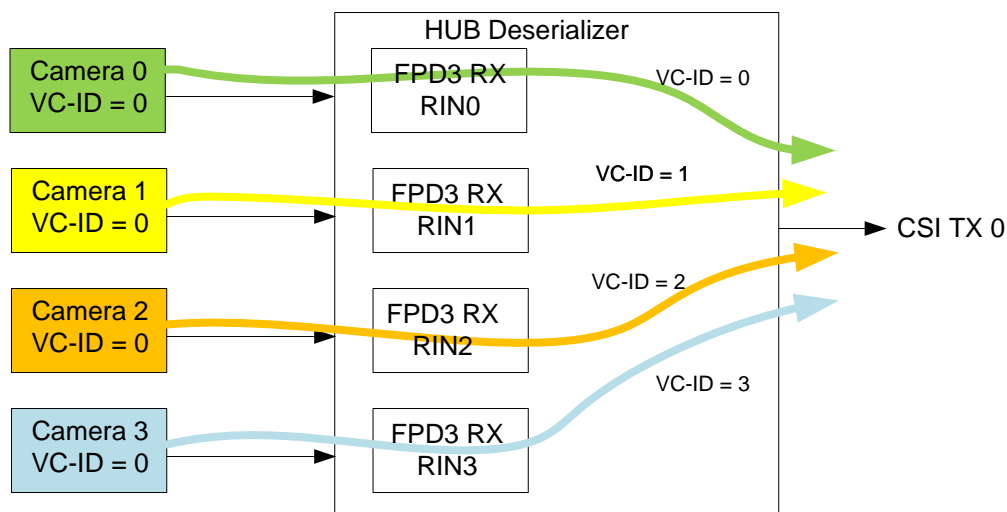 HUB Deserializer
Camera 0
VC-ID = 0
FPD3 RX
RIN0
VC-ID = 0
Camera 1
VC-ID = 0
FPD3 RX
RIN1
VC-ID = 1
CSI TX 0
Camera 2
VC-ID = 0
FPD3 RX
RIN2
VC-ID = 2
Camera 3
VC-ID = 0
FPD3 RX
RIN3
VC-ID = 3